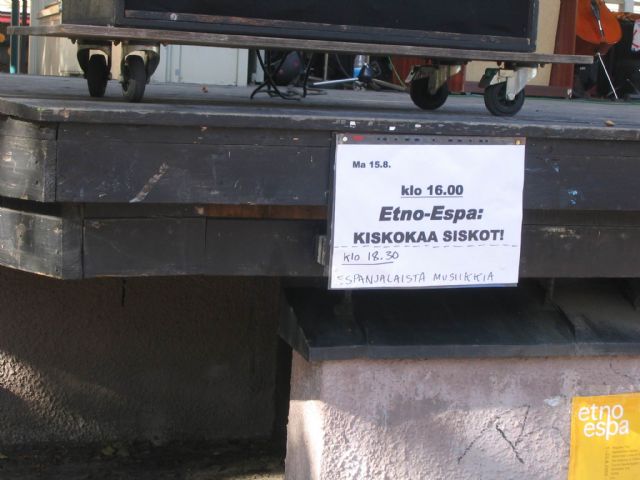 Ma 15.8.
klo 16.00
Etno-Espa:
KISKOKAA SISKOT!
klo 18.30
ESPANJALAISTA MUSIIKKIA
etno
espa